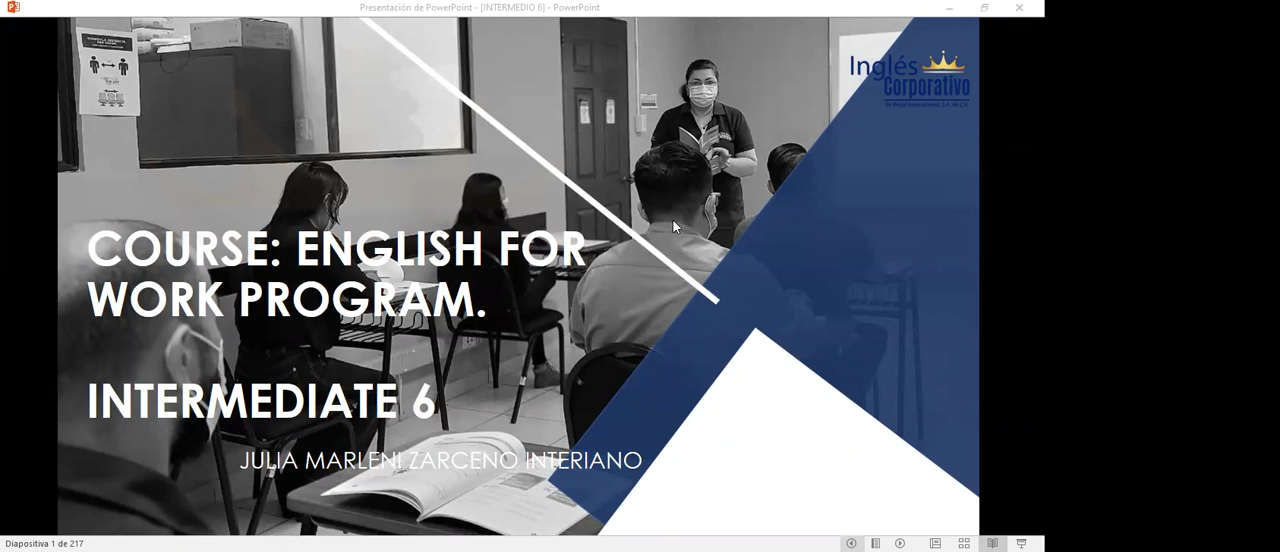 Presentación de PowerPoint - [INTERMEDIO 6] - PowerPoint
Inglés
Corporativo
COURSE: ENGLISH FOR
WORK PROGRAM.
INTERMEDIATE 6
JULIA MARLENI ZARCENO INTERIANO
Diapositiva 1 de 217